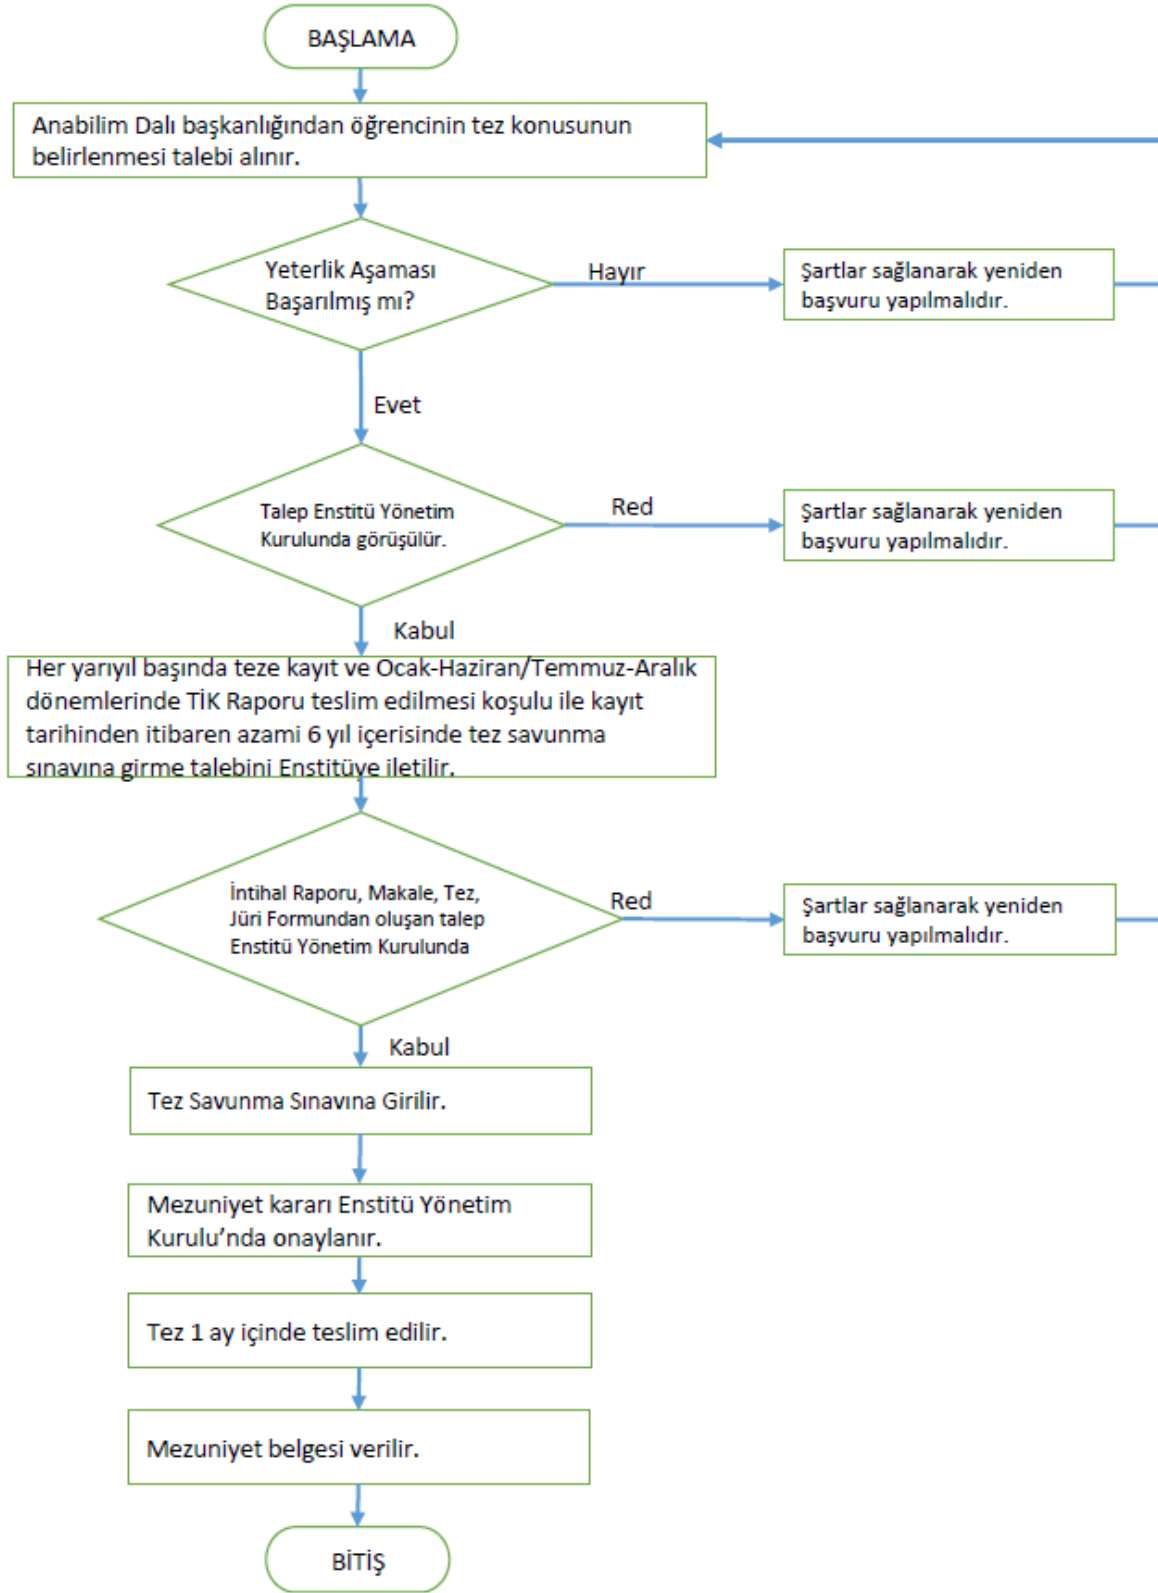 BAŞLAMA
Anabilim Dalı başkanlığından öğrencinin tez konusunun
belirlenmesi talebi alınır.
Yeterlik Aşaması
Başarılmış mı?
Hayır
Şartlar sağlanarak yeniden
başvuru yapılmalıdır.
Evet
Talep Enstitü Yönetim
Kurulunda görüşülür.
Red
Şartlar sağlanarak yeniden
başvuru yapılmalıdır.
Kabul
Her yarıyıl başında teze kayıt ve Ocak-Haziran/Temmuz-Aralık
dönemlerinde TİK Raporu teslim edilmesi koşulu ile kayıt
tarihinden itibaren azami 6 yıl içerisinde tez savunma
sınavına girme talebini Enstitüye iletilir.
İntihal Raporu, Makale, Tez,
Jüri Formundan oluşan talep
Enstitü Yönetim Kurulunda
Red
Şartlar sağlanarak yeniden
başvuru yapılmalıdır.
Kabul
Tez Savunma Sınavına Girilir.
Mezuniyet kararı Enstitü Yönetim
Kurulu’nda onaylanır.
Tez 1 ay içinde teslim edilir.
Mezuniyet belgesi verilir.
BİTİŞ